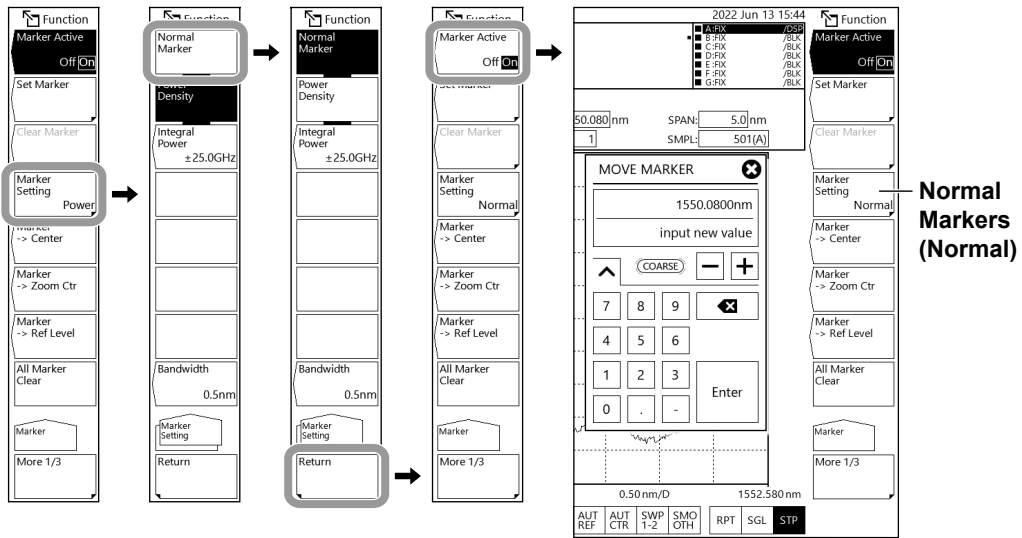 Function
Marker Active
Off On
Set Marker
Clear Marker
Marker
Setting
Power
Marker
-> Center
Marker
-> Zoom Ctr
Marker
-> Ref Level
All Marker
Clear
Marker
More 1/3
Function
Normal
Marker
Power
Density
Integral
Power
±25.0GHz
Bandwidth
0.5nm
Marker
Setting
Return
Function
Normal
Marker
Power
Density
Integral
Power
±25.0GHz
Bandwidth
0.5nm
Marker
Setting
Return
Function
Marker Active
Off On
Set Marker
Clear Marker
Marker
Setting
Normal
Marker
-> Center
Marker
-> Zoom Ctr
Marker
-> Ref Level
All Marker
Clear
Marker
More 1/3
2022 Jun 13 15:44
A:FIX /DSP
B:FIX /BLK
C:FIX /BLK
D:FIX /BLK
E:FIX /BLK
F:FIX /BLK
G:FIX /BLK
50.080 nm SPAN: 5.0 nm
1 SMPL: 501(A)
MOVE MARKER
1550.0800nm
input new value
COARSE − +
7 8 9
4 5 6
1 2 3
Enter
0 . -
0.50 nm/D 1552.580 nm
AUT REF
AUT CTR
SWP 1-2
SMO OTH
RPT SGL STP
Function
Marker Active
Off On
Set Marker
Clear Marker
Marker
Setting
Normal
Marker
-> Center
Marker
-> Zoom Ctr
Marker
-> Ref Level
All Marker
Clear
Marker
More 1/3
Normal
Markers
(Normal)